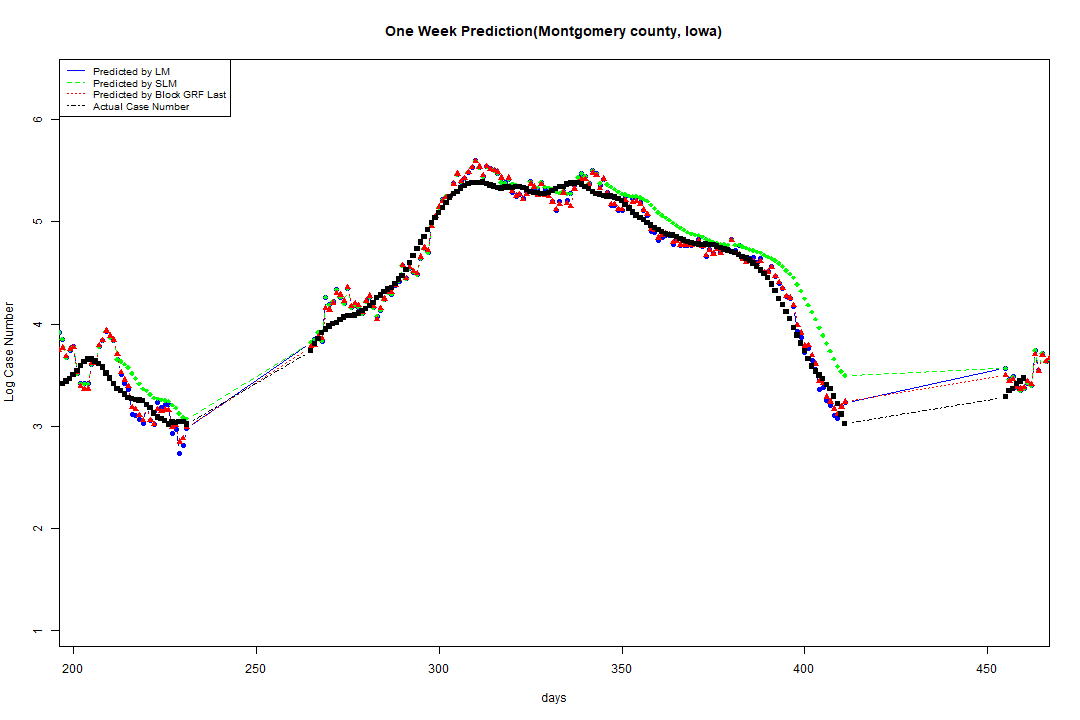 One Week Prediction(Montgomery county, Iowa)
Predicted by LM
Predicted by SLM
Predicted by Block GRF Last
Actual Case Number
Log Case Number
6
5
4
3
2
1
200
250
300
350
400
450
days